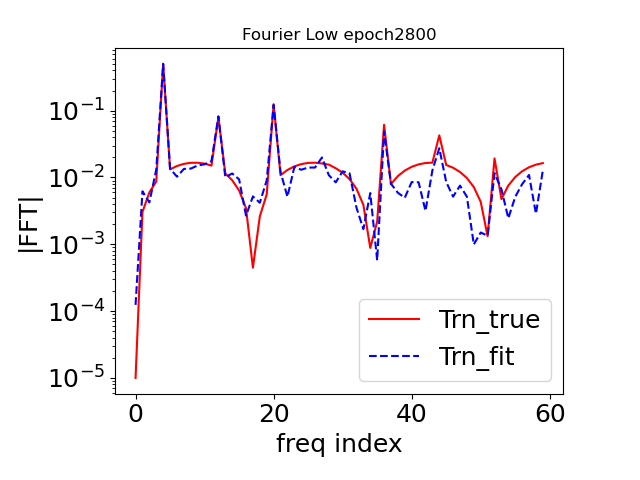 Fourier Low epoch2800
|FFT|
10⁻¹
10⁻²
10⁻³
10⁻⁴
10⁻⁵
Trn_true
Trn_fit
0 20 40 60
freq index